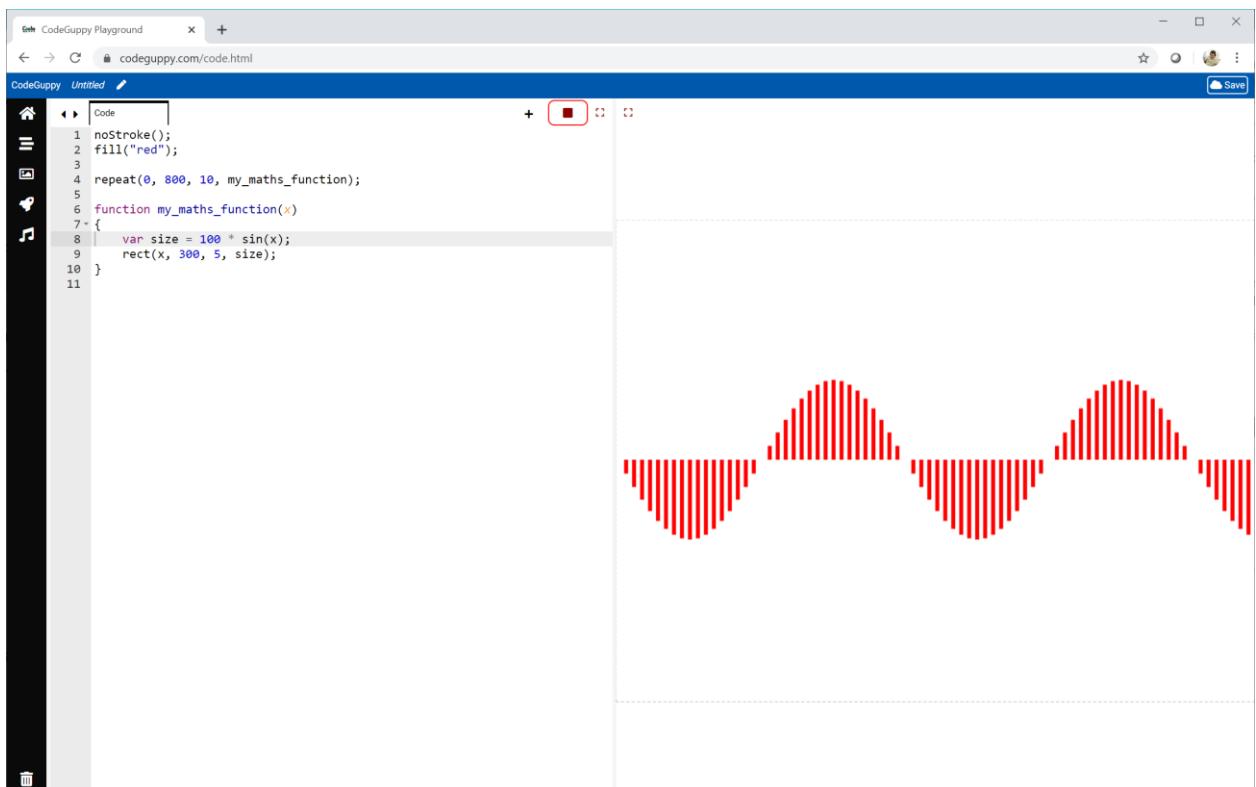 Code CodeGuppy Playground
codeguppy.com/code.html
CodeGuppy Untitled Save
Code
1 noStroke();
2 fill("red");
3
4 repeat(0, 800, 10, my_maths_function);
5
6 function my_maths_function(x)
7 {
8 var size = 100 * sin(x);
9 rect(x, 300, 5, size);
10 }
11